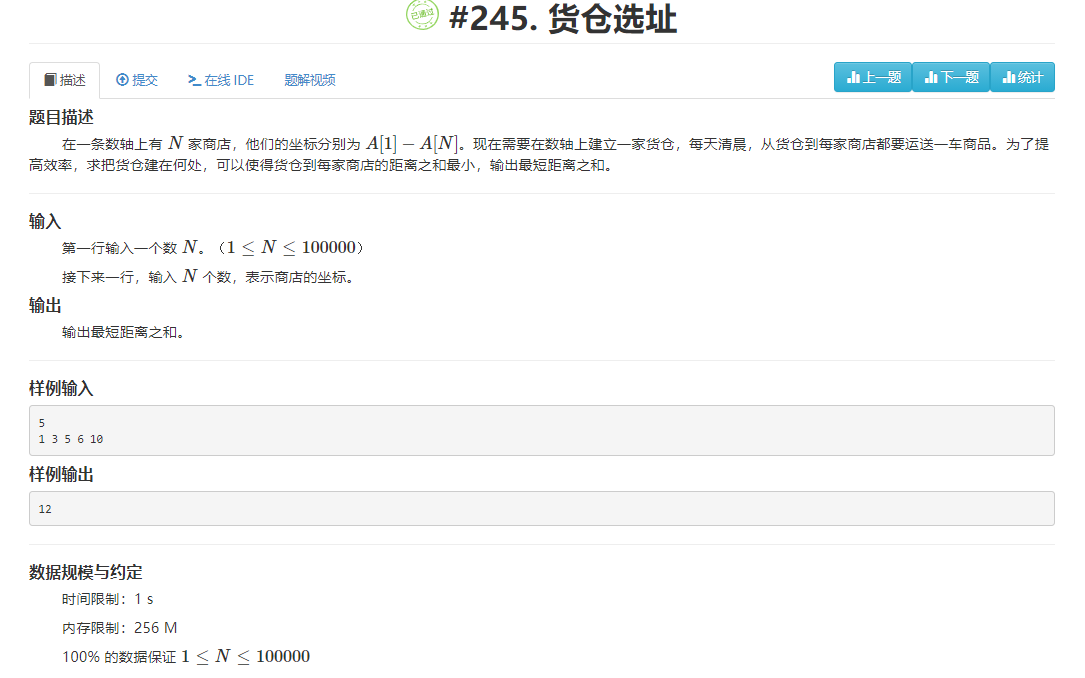 已通过
#245. 货仓选址
描述 提交 在线 IDE 题解视频 上一题 下一题 统计
题目描述
在一条数轴上有 N 家商店，他们的坐标分别为 A[1] − A[N]。现在需要在数轴上建立一家货仓，每天清晨，从货仓到每家商店都要运送一车商品。为了提
高效率，求把货仓建在何处，可以使得货仓到每家商店的距离之和最小，输出最短距离之和。
输入
第一行输入一个数 N。（1 ≤ N ≤ 100000）
接下来一行，输入 N 个数，表示商店的坐标。
输出
输出最短距离之和。
样例输入
5
1 3 5 6 10
样例输出
12
数据规模与约定
时间限制：1 s
内存限制：256 M
100% 的数据保证 1 ≤ N ≤ 100000